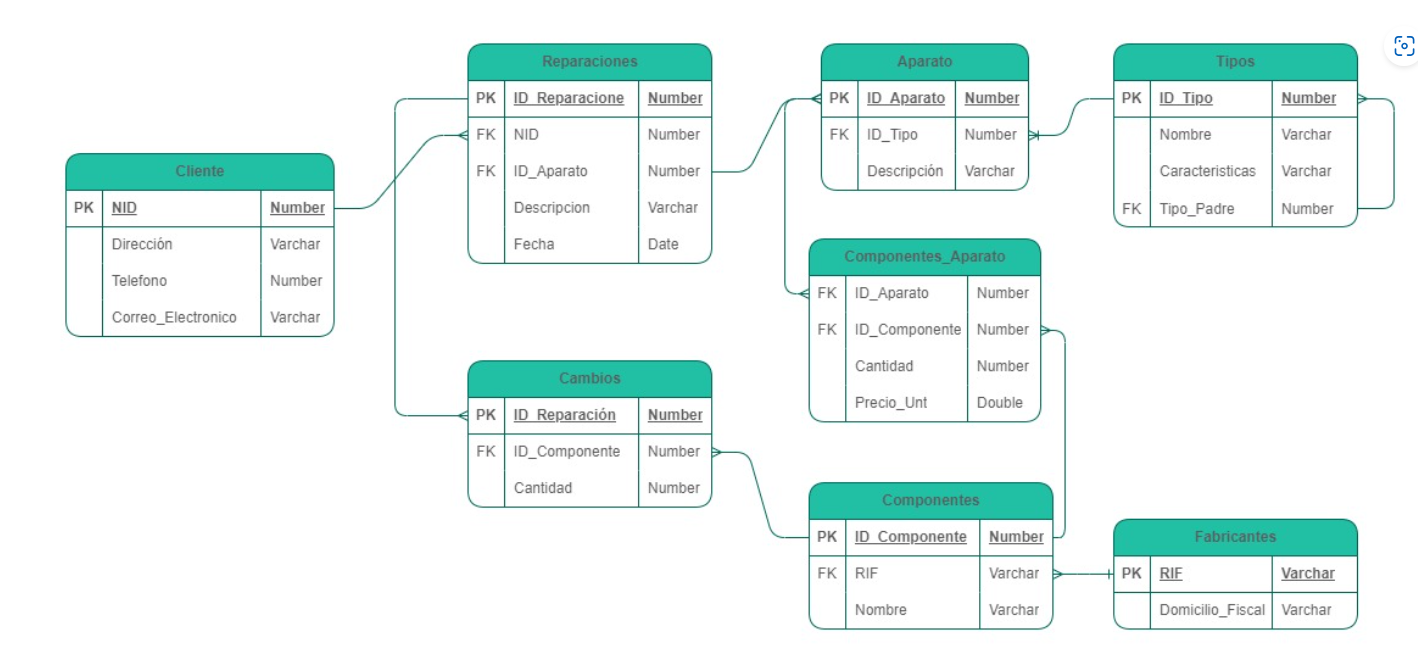 Reparaciones
PK ID_Reparacione Number
FK NID Number
FK ID_Aparato Number
Descripcion Varchar
Fecha Date
Aparato
PK ID_Aparato Number
FK ID_Tipo Number
Descripción Varchar
Tipos
PK ID_Tipo Number
Nombre Varchar
Caracteristicas Varchar
FK Tipo_Padre Number
Cliente
PK NID Number
Dirección Varchar
Telefono Number
Correo_Electronico Varchar
Componentes_Aparato
FK ID_Aparato Number
FK ID_Componente Number
Cantidad Number
Precio_Unt Double
Cambios
PK ID_Reparación Number
FK ID_Componente Number
Cantidad Number
Componentes
PK ID_Componente Number
FK RIF Varchar
Nombre Varchar
Fabricantes
PK RIF Varchar
Domicilio_Fiscal Varchar